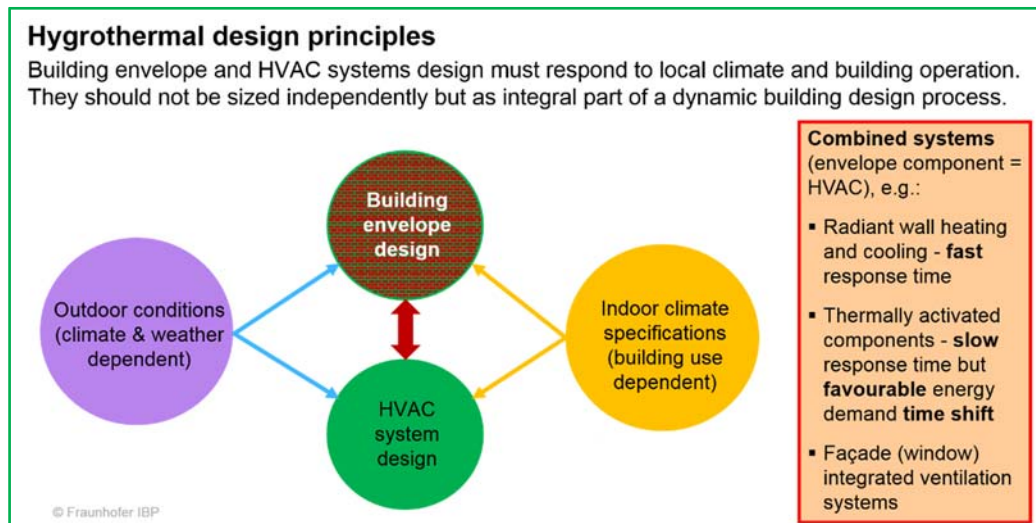 Hygrothermal design principles
Building envelope and HVAC systems design must respond to local climate and building operation.
They should not be sized independently but as integral part of a dynamic building design process.
Building
envelope
design
Outdoor conditions
(climate & weather
dependent)
Indoor climate
specifications
(building use
dependent)
HVAC
system
design
Combined systems
(envelope component =
HVAC), e.g.:
▪ Radiant wall heating
and cooling - fast
response time
▪ Thermally activated
components - slow
response time but
favourable energy
demand time shift
▪ Façade (window)
integrated ventilation
systems
© Fraunhofer IBP